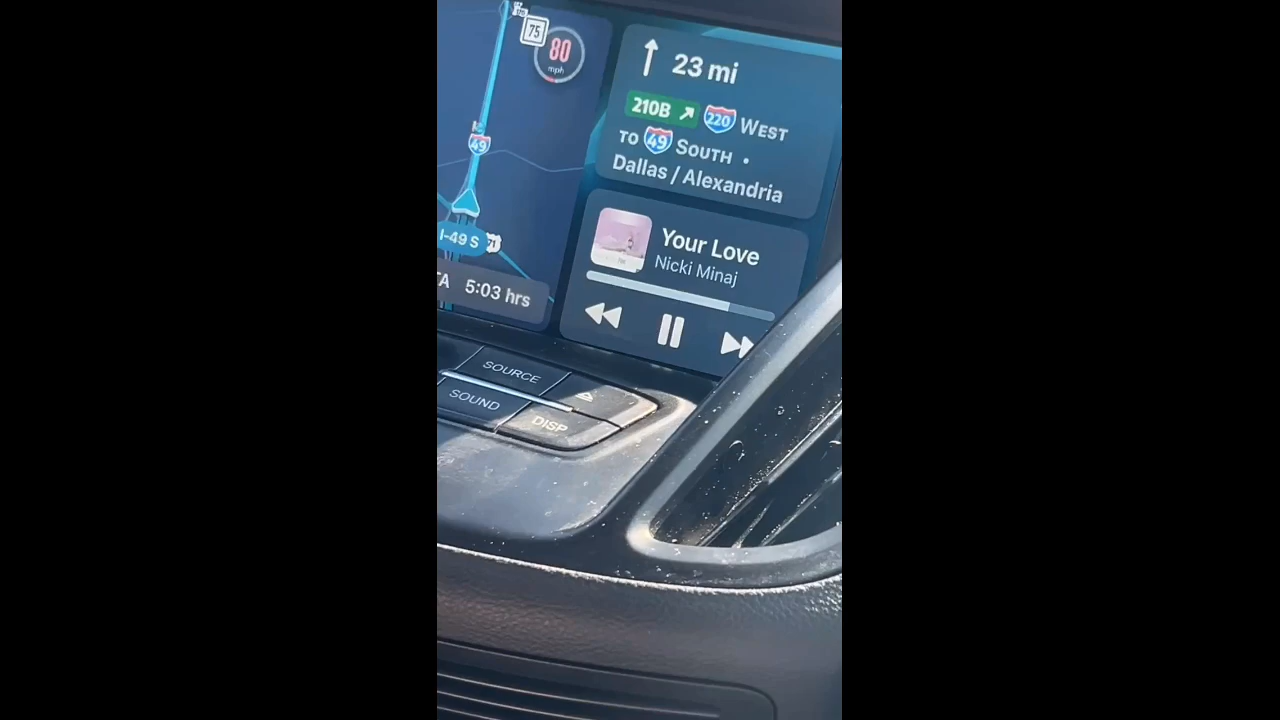 75
80
mph
49
I-49 S
71
5:03 hrs
23 mi
210B
220 WEST
TO 49 SOUTH •
Dallas / Alexandria
Your Love
Nicki Minaj
SOURCE
SOUND
DISP